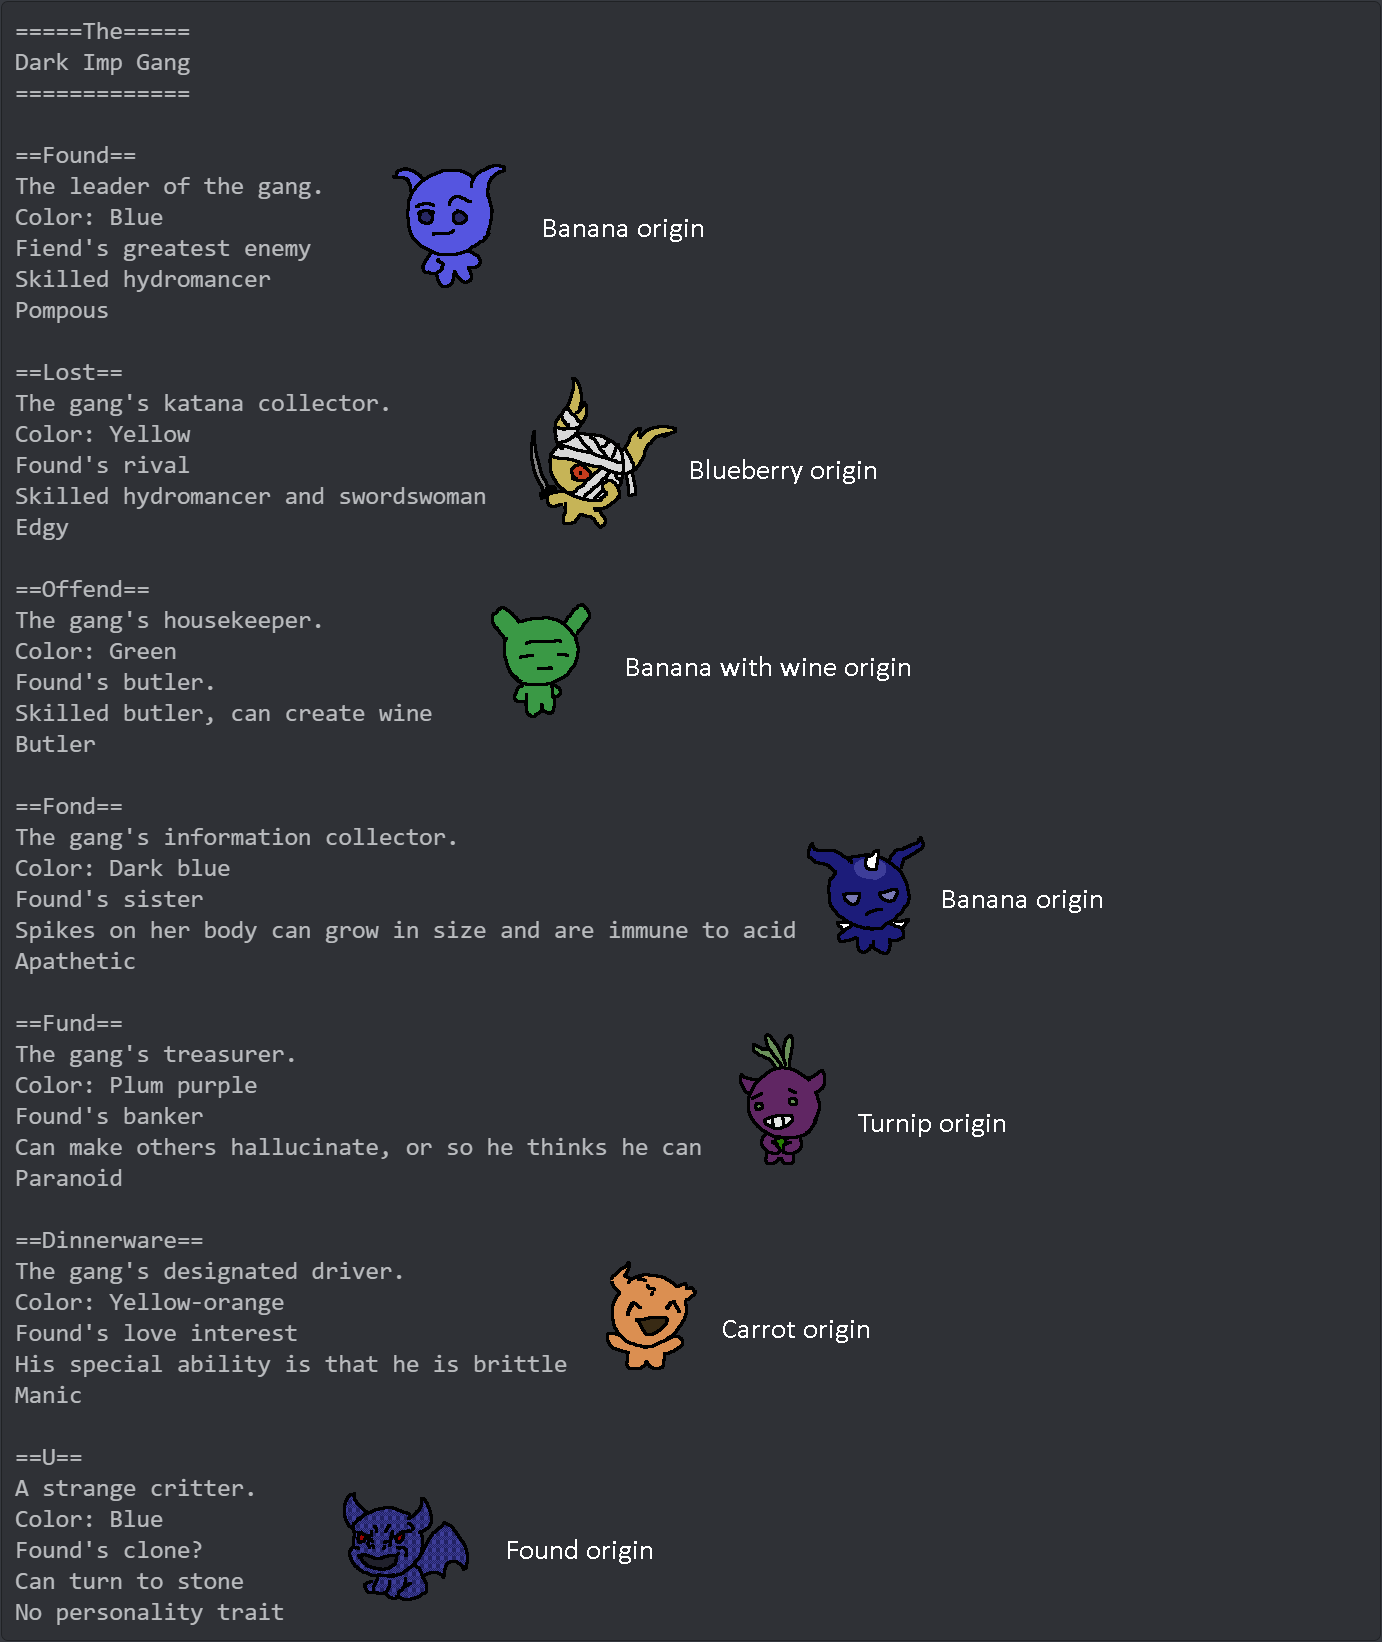 =====The=====
Dark Imp Gang
=============
==Found==
The leader of the gang.
Color: Blue
Banana origin
Fiend's greatest enemy
Skilled hydromancer
Pompous
==Lost==
The gang's katana collector.
Color: Yellow
Found's rival
Blueberry origin
Skilled hydromancer and swordswoman
Edgy
==Offend==
The gang's housekeeper.
Color: Green
Banana with wine origin
Found's butler.
Skilled butler, can create wine
Butler
==Fond==
The gang's information collector.
Color: Dark blue
Found's sister
Banana origin
Spikes on her body can grow in size and are immune to acid
Apathetic
==Fund==
The gang's treasurer.
Color: Plum purple
Found's banker
Turnip origin
Can make others hallucinate, or so he thinks he can
Paranoid
==Dinnerware==
The gang's designated driver.
Color: Yellow-orange
Found's love interest
Carrot origin
His special ability is that he is brittle
Manic
==U==
A strange critter.
Color: Blue
Found's clone?
Found origin
Can turn to stone
No personality trait